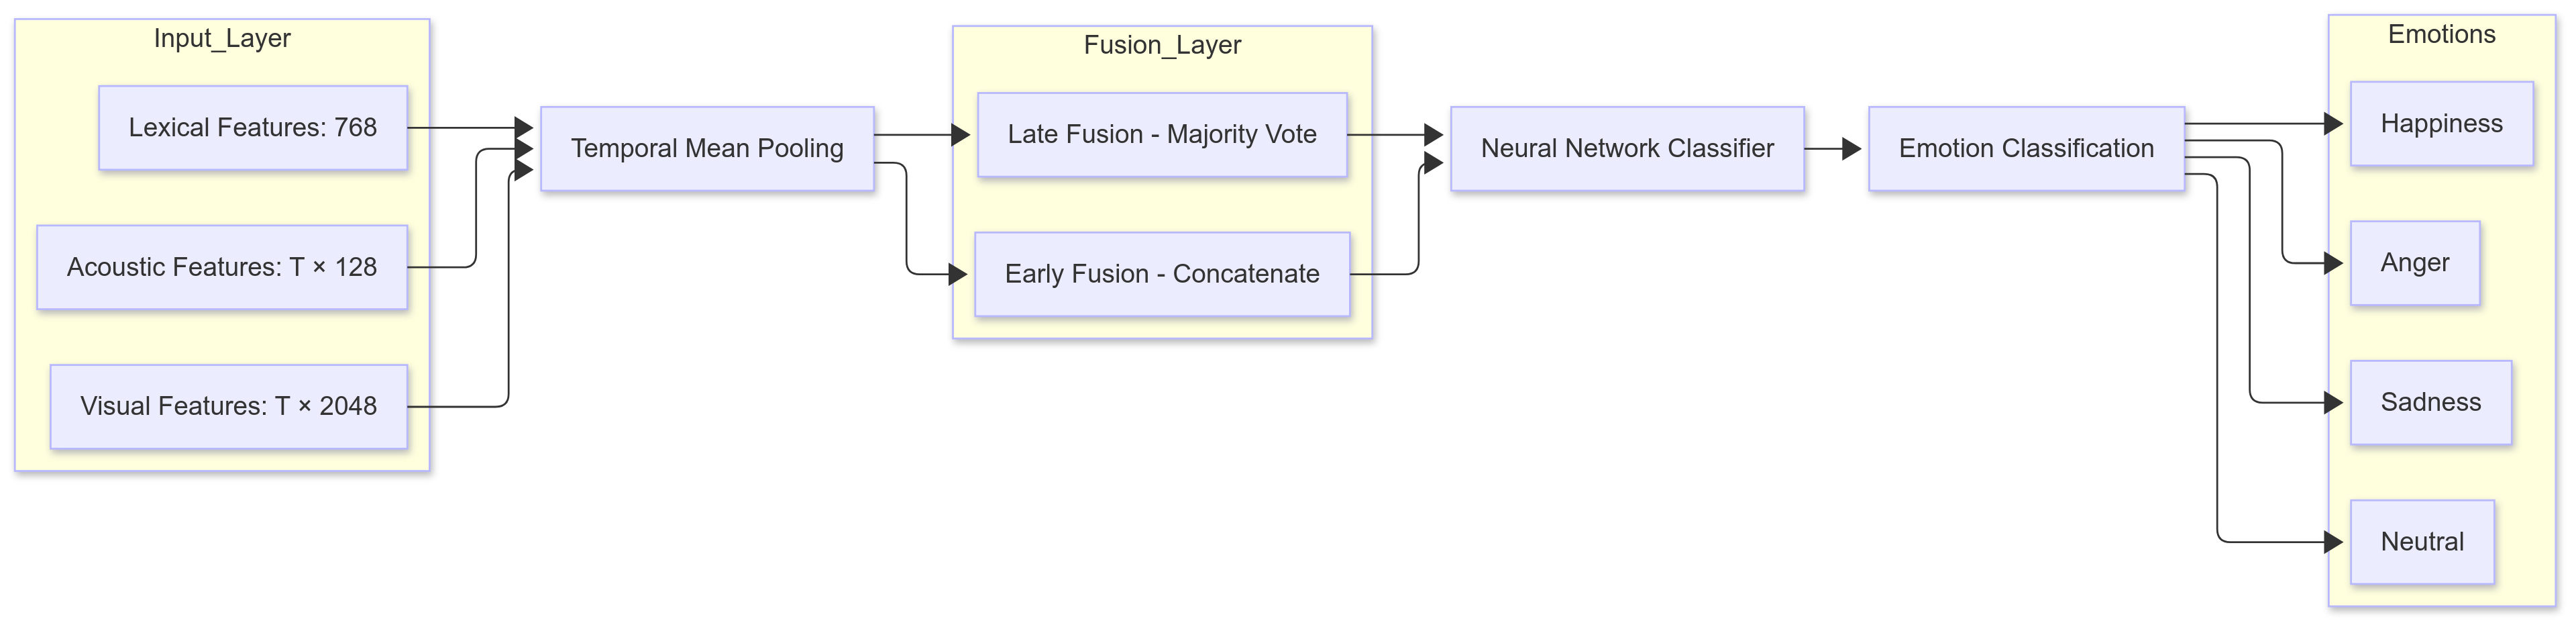 Input_Layer
Lexical Features: 768
Acoustic Features: T × 128
Visual Features: T × 2048
Temporal Mean Pooling
Fusion_Layer
Late Fusion - Majority Vote
Early Fusion - Concatenate
Neural Network Classifier
Emotion Classification
Emotions
Happiness
Anger
Sadness
Neutral